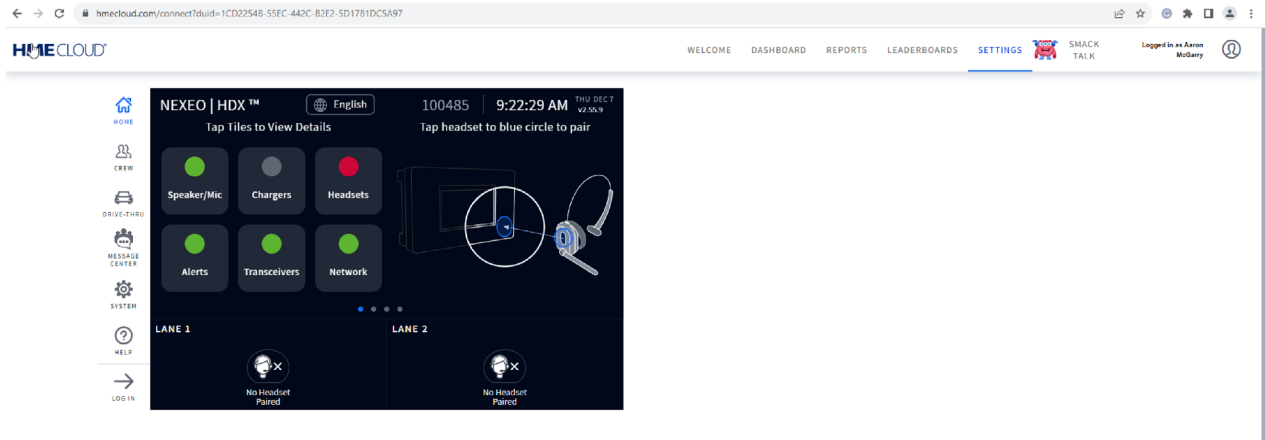 hmecloud.com/connect?duid=1CD2254B-55EC-442C-B2E2-5D1781DC5A97
HME CLOUD®
WELCOME DASHBOARD REPORTS LEADERBOARDS SETTINGS SMACK TALK
Logged in as Aaron
McGarry
HOME
CREW
DRIVE-THRU
MESSAGE
CENTER
SYSTEM
HELP
LOG IN
NEXEO | HDX ™ English 100485 9:22:29 AM THU DEC 7
v2.55.9
Tap Tiles to View Details
Tap headset to blue circle to pair
Speaker/Mic Chargers Headsets
Alerts Transceivers Network
LANE 1
No Headset
Paired
LANE 2
No Headset
Paired